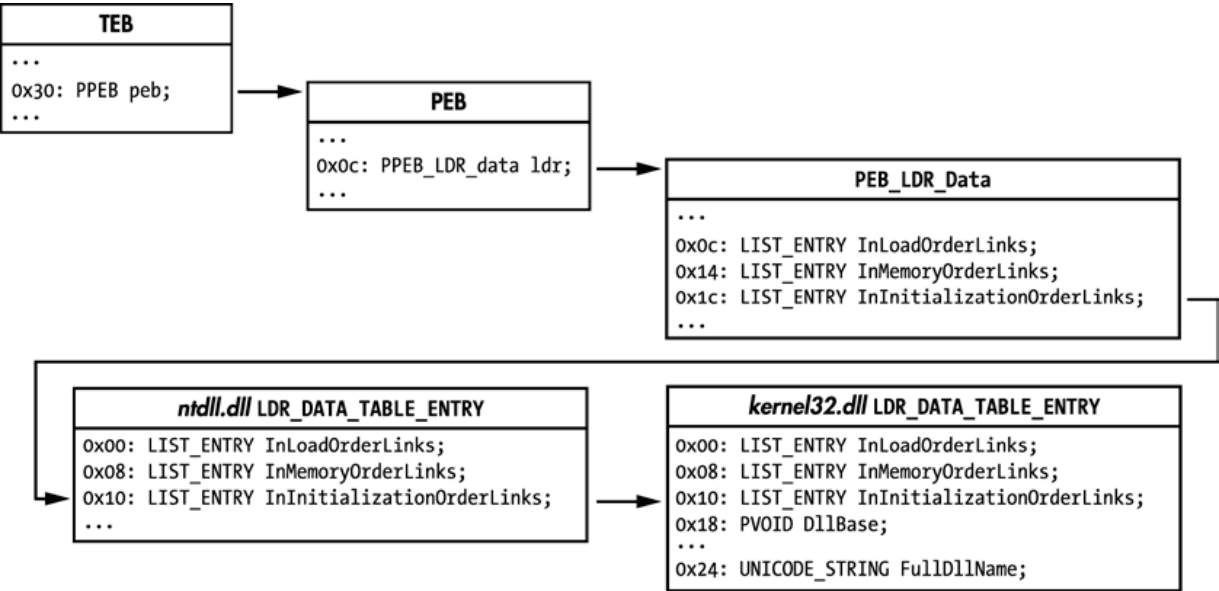 TEB
...
0x30: PPEB peb;
...
PEB
...
0x0c: PPEB_LDR_data ldr;
...
PEB_LDR_Data
...
0x0c: LIST_ENTRY InLoadOrderLinks;
0x14: LIST_ENTRY InMemoryOrderLinks;
0x1c: LIST_ENTRY InInitializationOrderLinks;
...
ntdll.dll LDR_DATA_TABLE_ENTRY
0x00: LIST_ENTRY InLoadOrderLinks;
0x08: LIST_ENTRY InMemoryOrderLinks;
0x10: LIST_ENTRY InInitializationOrderLinks;
...
kernel32.dll LDR_DATA_TABLE_ENTRY
0x00: LIST_ENTRY InLoadOrderLinks;
0x08: LIST_ENTRY InMemoryOrderLinks;
0x10: LIST_ENTRY InInitializationOrderLinks;
0x18: PVOID DllBase;
...
0x24: UNICODE_STRING FullDllName;